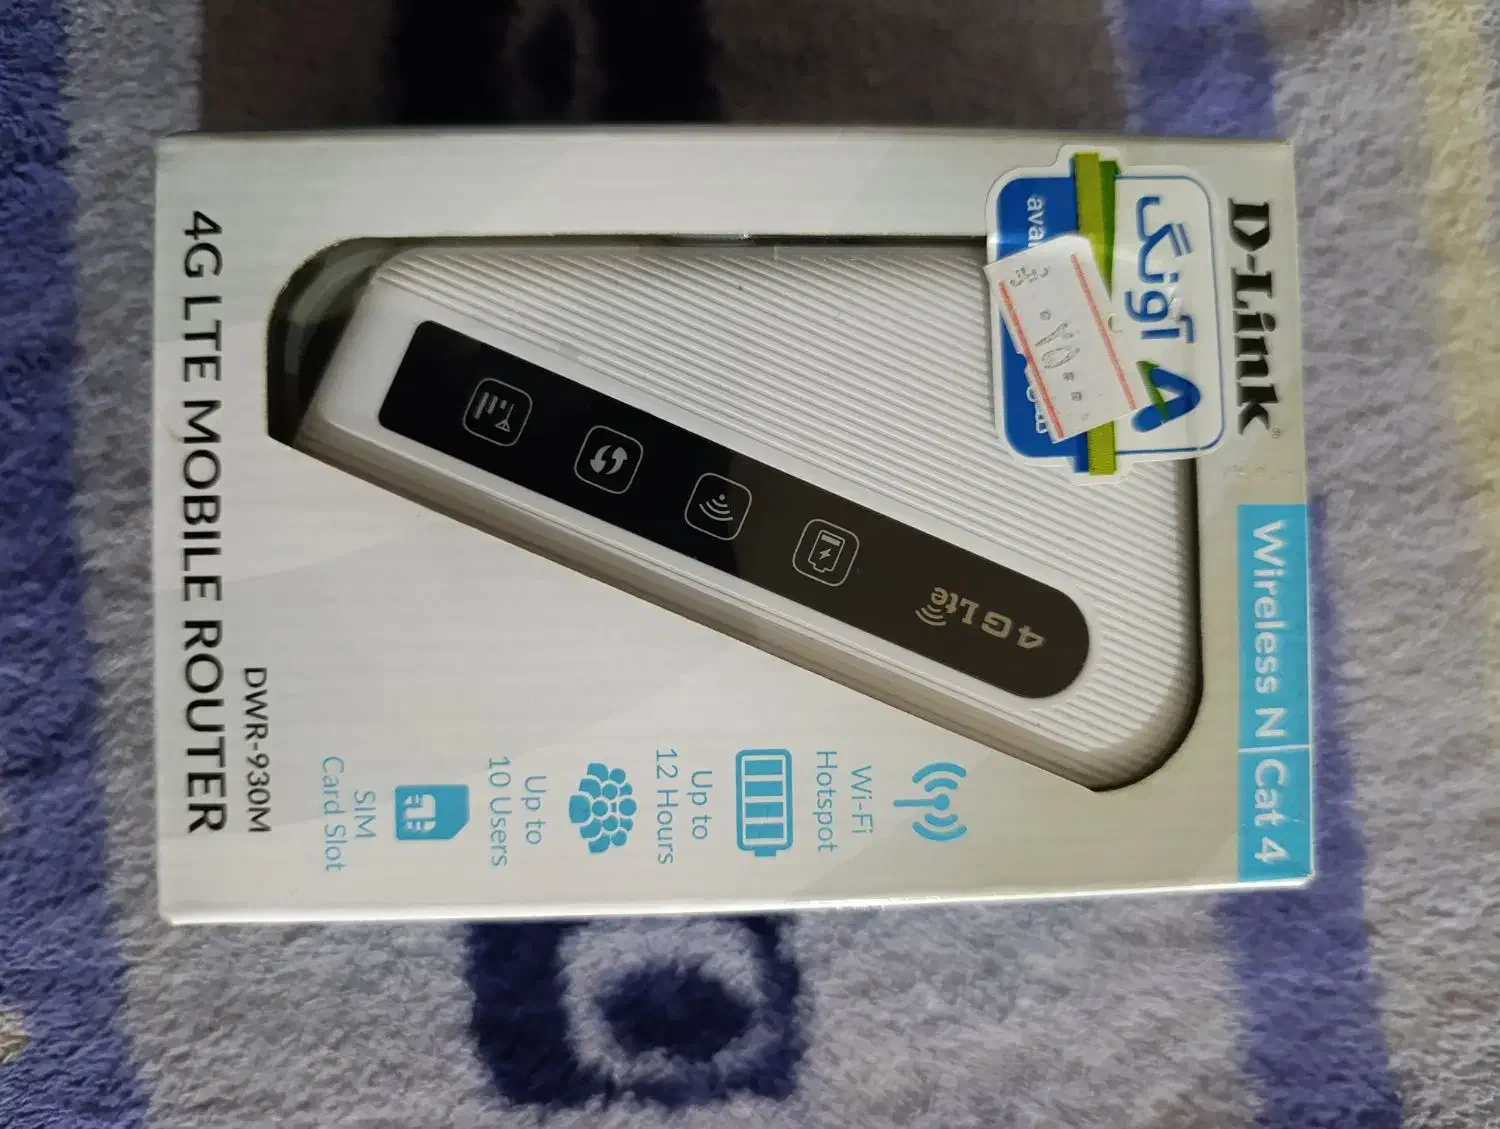 D-Link
آونگ
Wireless N
Cat 4
4G Lte
Wi-Fi
Hotspot
Up to
12 Hours
Up to
10 Users
SIM
Card Slot
DWR-930M
4G LTE MOBILE ROUTER